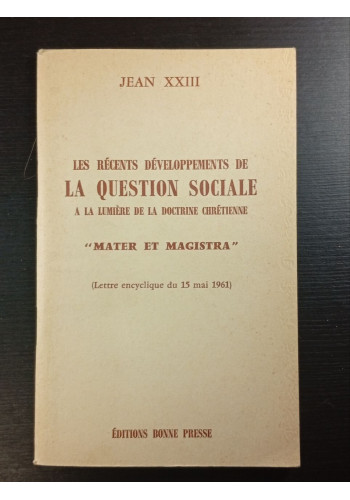 JEAN XXIII
LES RÉCENTS DÉVELOPPEMENTS DE
LA QUESTION SOCIALE
A LA LUMIÈRE DE LA DOCTRINE CHRÉTIENNE
"MATER ET MAGISTRA"
(Lettre encyclique du 15 mai 1961)
ÉDITIONS BONNE PRESSE